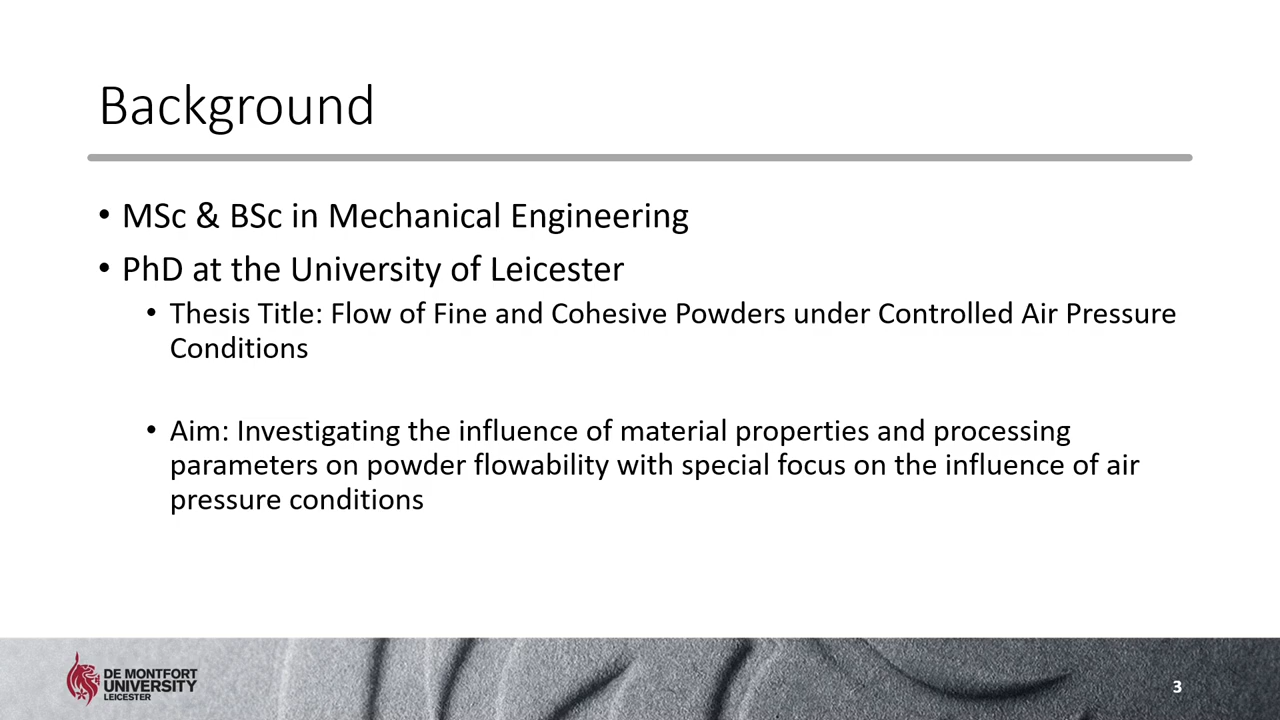 Background
• MSc & BSc in Mechanical Engineering
• PhD at the University of Leicester
• Thesis Title: Flow of Fine and Cohesive Powders under Controlled Air Pressure
Conditions
• Aim: Investigating the influence of material properties and processing
parameters on powder flowability with special focus on the influence of air
pressure conditions
DE MONTFORT
UNIVERSITY
LEICESTER
3